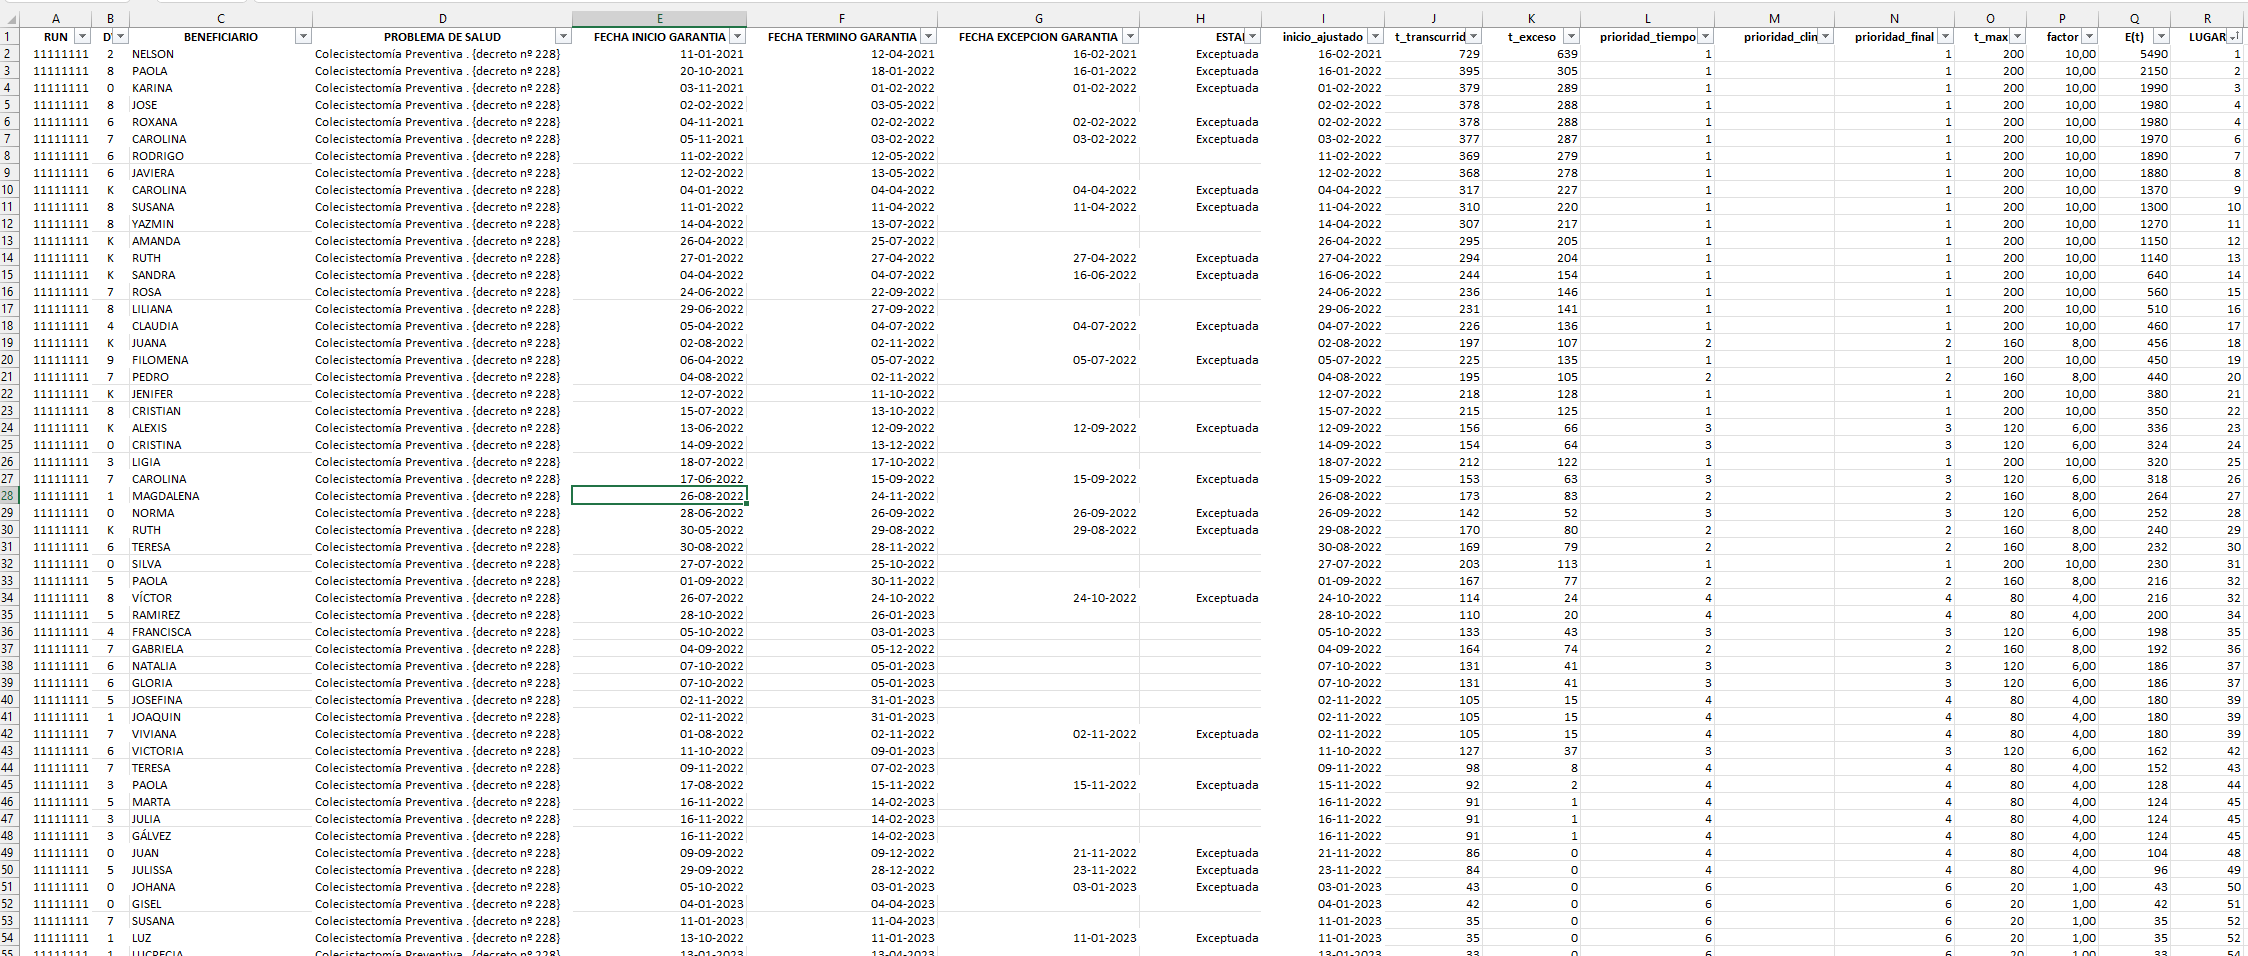 A B C D E F G H I J K L M N O P Q R
1 RUN D BENEFICIARIO PROBLEMA DE SALUD FECHA INICIO GARANTIA FECHA TERMINO GARANTIA FECHA EXCEPCION GARANTIA ESTA inicio_ajustado t_transcurrid t_exceso prioridad_tiempo prioridad_clin prioridad_final t_max factor E(t) LUGAR
2 11111111 2 NELSON Colecistectomía Preventiva . {decreto nº 228} 11-01-2021 12-04-2021 16-02-2021 Exceptuada 16-02-2021 729 639 1 1 200 10,00 5490 1
3 11111111 8 PAOLA Colecistectomía Preventiva . {decreto nº 228} 20-10-2021 18-01-2022 16-01-2022 Exceptuada 16-01-2022 395 305 1 1 200 10,00 2150 2
4 11111111 0 KARINA Colecistectomía Preventiva . {decreto nº 228} 03-11-2021 01-02-2022 01-02-2022 Exceptuada 01-02-2022 379 289 1 1 200 10,00 1990 3
5 11111111 8 JOSE Colecistectomía Preventiva . {decreto nº 228} 02-02-2022 03-05-2022 02-02-2022 378 288 1 1 200 10,00 1980 4
6 11111111 6 ROXANA Colecistectomía Preventiva . {decreto nº 228} 04-11-2021 02-02-2022 02-02-2022 Exceptuada 02-02-2022 378 288 1 1 200 10,00 1980 4
7 11111111 7 CAROLINA Colecistectomía Preventiva . {decreto nº 228} 05-11-2021 03-02-2022 03-02-2022 Exceptuada 03-02-2022 377 287 1 1 200 10,00 1970 6
8 11111111 6 RODRIGO Colecistectomía Preventiva . {decreto nº 228} 11-02-2022 12-05-2022 11-02-2022 369 279 1 1 200 10,00 1890 7
9 11111111 6 JAVIERA Colecistectomía Preventiva . {decreto nº 228} 12-02-2022 13-05-2022 12-02-2022 368 278 1 1 200 10,00 1880 8
10 11111111 K CAROLINA Colecistectomía Preventiva . {decreto nº 228} 04-01-2022 04-04-2022 04-04-2022 Exceptuada 04-04-2022 317 227 1 1 200 10,00 1370 9
11 11111111 8 SUSANA Colecistectomía Preventiva . {decreto nº 228} 11-01-2022 11-04-2022 11-04-2022 Exceptuada 11-04-2022 310 220 1 1 200 10,00 1300 10
12 11111111 8 YAZMIN Colecistectomía Preventiva . {decreto nº 228} 14-04-2022 13-07-2022 14-04-2022 307 217 1 1 200 10,00 1270 11
13 11111111 K AMANDA Colecistectomía Preventiva . {decreto nº 228} 26-04-2022 25-07-2022 26-04-2022 295 205 1 1 200 10,00 1150 12
14 11111111 K RUTH Colecistectomía Preventiva . {decreto nº 228} 27-01-2022 27-04-2022 27-04-2022 Exceptuada 27-04-2022 294 204 1 1 200 10,00 1140 13
15 11111111 K SANDRA Colecistectomía Preventiva . {decreto nº 228} 04-04-2022 04-07-2022 16-06-2022 Exceptuada 16-06-2022 244 154 1 1 200 10,00 640 14
16 11111111 7 ROSA Colecistectomía Preventiva . {decreto nº 228} 24-06-2022 22-09-2022 24-06-2022 236 146 1 1 200 10,00 560 15
17 11111111 8 LILIANA Colecistectomía Preventiva . {decreto nº 228} 29-06-2022 27-09-2022 29-06-2022 231 141 1 1 200 10,00 510 16
18 11111111 4 CLAUDIA Colecistectomía Preventiva . {decreto nº 228} 05-04-2022 04-07-2022 04-07-2022 Exceptuada 04-07-2022 226 136 1 1 200 10,00 460 17
19 11111111 K JUANA Colecistectomía Preventiva . {decreto nº 228} 02-08-2022 02-11-2022 02-08-2022 197 107 2 2 160 8,00 456 18
20 11111111 9 FILOMENA Colecistectomía Preventiva . {decreto nº 228} 06-04-2022 05-07-2022 05-07-2022 Exceptuada 05-07-2022 225 135 1 1 200 10,00 450 19
21 11111111 7 PEDRO Colecistectomía Preventiva . {decreto nº 228} 04-08-2022 02-11-2022 04-08-2022 195 105 2 2 160 8,00 440 20
22 11111111 K JENIFER Colecistectomía Preventiva . {decreto nº 228} 12-07-2022 11-10-2022 12-07-2022 218 128 1 1 200 10,00 380 21
23 11111111 8 CRISTIAN Colecistectomía Preventiva . {decreto nº 228} 15-07-2022 13-10-2022 15-07-2022 215 125 1 1 200 10,00 350 22
24 11111111 K ALEXIS Colecistectomía Preventiva . {decreto nº 228} 13-06-2022 12-09-2022 12-09-2022 Exceptuada 12-09-2022 156 66 3 3 120 6,00 336 23
25 11111111 0 CRISTINA Colecistectomía Preventiva . {decreto nº 228} 14-09-2022 13-12-2022 14-09-2022 154 64 3 3 120 6,00 324 24
26 11111111 3 LIGIA Colecistectomía Preventiva . {decreto nº 228} 18-07-2022 17-10-2022 18-07-2022 212 122 1 1 200 10,00 320 25
27 11111111 7 CAROLINA Colecistectomía Preventiva . {decreto nº 228} 17-06-2022 15-09-2022 15-09-2022 Exceptuada 15-09-2022 153 63 3 3 120 6,00 318 26
28 11111111 1 MAGDALENA Colecistectomía Preventiva . {decreto nº 228} 26-08-2022 24-11-2022 26-08-2022 173 83 2 2 160 8,00 264 27
29 11111111 0 NORMA Colecistectomía Preventiva . {decreto nº 228} 28-06-2022 26-09-2022 26-09-2022 Exceptuada 26-09-2022 142 52 3 3 120 6,00 252 28
30 11111111 K RUTH Colecistectomía Preventiva . {decreto nº 228} 30-05-2022 29-08-2022 29-08-2022 Exceptuada 29-08-2022 170 80 2 2 160 8,00 240 29
31 11111111 6 TERESA Colecistectomía Preventiva . {decreto nº 228} 30-08-2022 28-11-2022 30-08-2022 169 79 2 2 160 8,00 232 30
32 11111111 0 SILVA Colecistectomía Preventiva . {decreto nº 228} 27-07-2022 25-10-2022 27-07-2022 203 113 1 1 200 10,00 230 31
33 11111111 5 PAOLA Colecistectomía Preventiva . {decreto nº 228} 01-09-2022 30-11-2022 01-09-2022 167 77 2 2 160 8,00 216 32
34 11111111 8 VÍCTOR Colecistectomía Preventiva . {decreto nº 228} 26-07-2022 24-10-2022 24-10-2022 Exceptuada 24-10-2022 114 24 4 4 80 4,00 216 32
35 11111111 5 RAMIREZ Colecistectomía Preventiva . {decreto nº 228} 28-10-2022 26-01-2023 28-10-2022 110 20 4 4 80 4,00 200 34
36 11111111 4 FRANCISCA Colecistectomía Preventiva . {decreto nº 228} 05-10-2022 03-01-2023 05-10-2022 133 43 3 3 120 6,00 198 35
37 11111111 7 GABRIELA Colecistectomía Preventiva . {decreto nº 228} 04-09-2022 05-12-2022 04-09-2022 164 74 2 2 160 8,00 192 36
38 11111111 6 NATALIA Colecistectomía Preventiva . {decreto nº 228} 07-10-2022 05-01-2023 07-10-2022 131 41 3 3 120 6,00 186 37
39 11111111 6 GLORIA Colecistectomía Preventiva . {decreto nº 228} 07-10-2022 05-01-2023 07-10-2022 131 41 3 3 120 6,00 186 37
40 11111111 5 JOSEFINA Colecistectomía Preventiva . {decreto nº 228} 02-11-2022 31-01-2023 02-11-2022 105 15 4 4 80 4,00 180 39
41 11111111 1 JOAQUIN Colecistectomía Preventiva . {decreto nº 228} 02-11-2022 31-01-2023 02-11-2022 105 15 4 4 80 4,00 180 39
42 11111111 7 VIVIANA Colecistectomía Preventiva . {decreto nº 228} 01-08-2022 02-11-2022 02-11-2022 Exceptuada 02-11-2022 105 15 4 4 80 4,00 180 39
43 11111111 6 VICTORIA Colecistectomía Preventiva . {decreto nº 228} 11-10-2022 09-01-2023 11-10-2022 127 37 3 3 120 6,00 162 42
44 11111111 7 TERESA Colecistectomía Preventiva . {decreto nº 228} 09-11-2022 07-02-2023 09-11-2022 98 8 4 4 80 4,00 152 43
45 11111111 3 PAOLA Colecistectomía Preventiva . {decreto nº 228} 17-08-2022 15-11-2022 15-11-2022 Exceptuada 15-11-2022 92 2 4 4 80 4,00 128 44
46 11111111 5 MARTA Colecistectomía Preventiva . {decreto nº 228} 16-11-2022 14-02-2023 16-11-2022 91 1 4 4 80 4,00 124 45
47 11111111 3 JULIA Colecistectomía Preventiva . {decreto nº 228} 16-11-2022 14-02-2023 16-11-2022 91 1 4 4 80 4,00 124 45
48 11111111 3 GÁLVEZ Colecistectomía Preventiva . {decreto nº 228} 16-11-2022 14-02-2023 16-11-2022 91 1 4 4 80 4,00 124 45
49 11111111 0 JUAN Colecistectomía Preventiva . {decreto nº 228} 09-09-2022 09-12-2022 21-11-2022 Exceptuada 21-11-2022 86 0 4 4 80 4,00 104 48
50 11111111 5 JULISSA Colecistectomía Preventiva . {decreto nº 228} 29-09-2022 28-12-2022 23-11-2022 Exceptuada 23-11-2022 84 0 4 4 80 4,00 96 49
51 11111111 0 JOHANA Colecistectomía Preventiva . {decreto nº 228} 05-10-2022 03-01-2023 03-01-2023 Exceptuada 03-01-2023 43 0 6 6 20 1,00 43 50
52 11111111 0 GISEL Colecistectomía Preventiva . {decreto nº 228} 04-01-2023 04-04-2023 04-01-2023 42 0 6 6 20 1,00 42 51
53 11111111 7 SUSANA Colecistectomía Preventiva . {decreto nº 228} 11-01-2023 11-04-2023 11-01-2023 35 0 6 6 20 1,00 35 52
54 11111111 1 LUZ Colecistectomía Preventiva . {decreto nº 228} 13-10-2022 11-01-2023 11-01-2023 Exceptuada 11-01-2023 35 0 6 6 20 1,00 35 52
55 11111111 1 LUCRECIA Colecistectomía Preventiva . {decreto nº 228} 13-01-2023 13-04-2023 13-01-2023 33 0 6 6 20 1,00 33 54